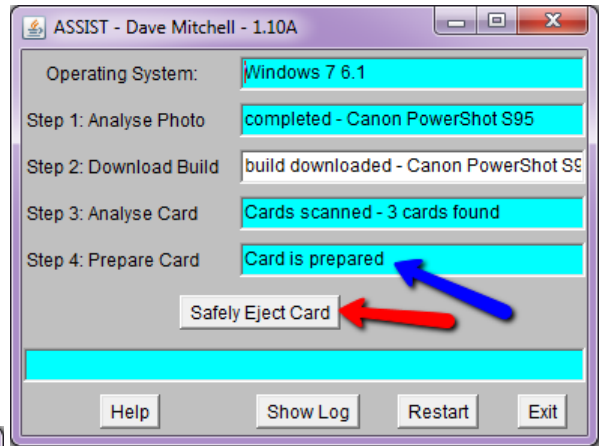 ASSIST - Dave Mitchell - 1.10A
Operating System: Windows 7 6.1
Step 1: Analyse Photo completed - Canon PowerShot S95
Step 2: Download Build build downloaded - Canon PowerShot S9
Step 3: Analyse Card Cards scanned - 3 cards found
Step 4: Prepare Card Card is prepared
Safely Eject Card
Help Show Log Restart Exit